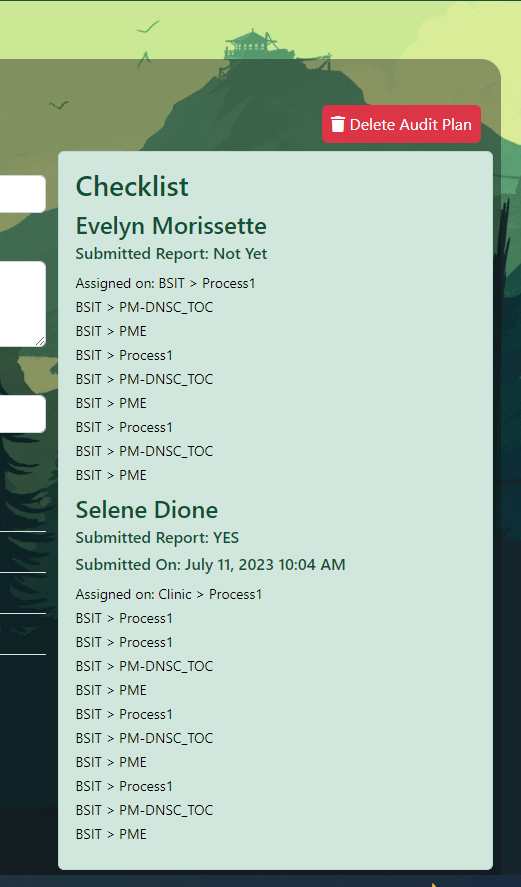 Delete Audit Plan
Checklist
Evelyn Morissette
Submitted Report: Not Yet
Assigned on: BSIT > Process1
BSIT > PM-DNSC_TOC
BSIT > PME
BSIT > Process1
BSIT > PM-DNSC_TOC
BSIT > PME
BSIT > Process1
BSIT > PM-DNSC_TOC
BSIT > PME
Selene Dione
Submitted Report: YES
Submitted On: July 11, 2023 10:04 AM
Assigned on: Clinic > Process1
BSIT > Process1
BSIT > Process1
BSIT > PM-DNSC_TOC
BSIT > PME
BSIT > Process1
BSIT > PM-DNSC_TOC
BSIT > PME
BSIT > Process1
BSIT > PM-DNSC_TOC
BSIT > PME